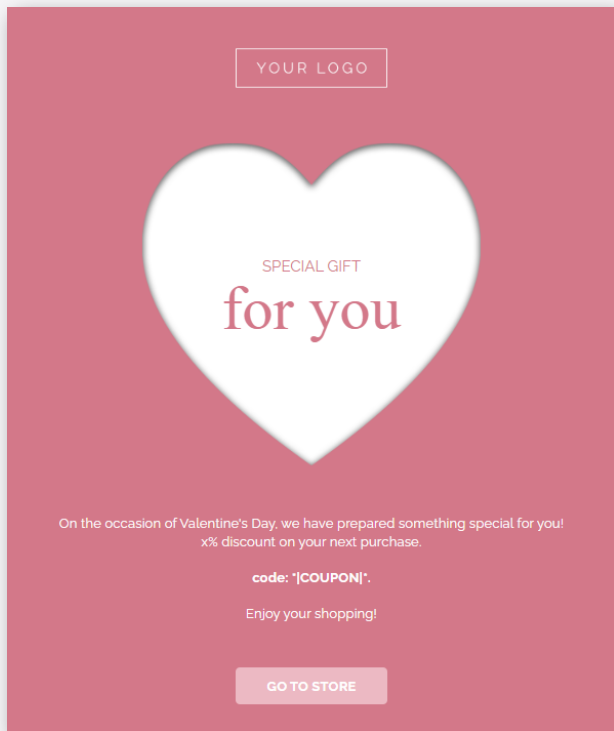 YOUR LOGO
SPECIAL GIFT
for you
On the occasion of Valentine's Day, we have prepared something special for you!
x% discount on your next purchase.
code: *|COUPON|*.
Enjoy your shopping!
GO TO STORE